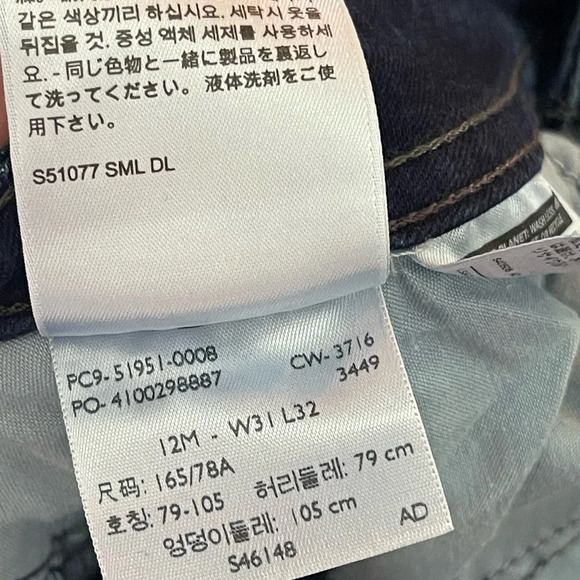 같은 색상끼리 하십시요. 세탁시 옷을
뒤집을 것. 중성 액체 세제를 사용하세
요. - 同じ色物と一緒に製品を裏返し
て洗ってください。 液体洗剤をご使
用下さい。
S51077 SML DL
PLANET: WASH
PC9-51951-0008 CW-3716
PO-4100298887 3449
12M - W31 L32
尺码: 165/78A
호칭: 79-105 허리둘레: 79 cm
엉덩이둘레: 105 cm AD
S46148